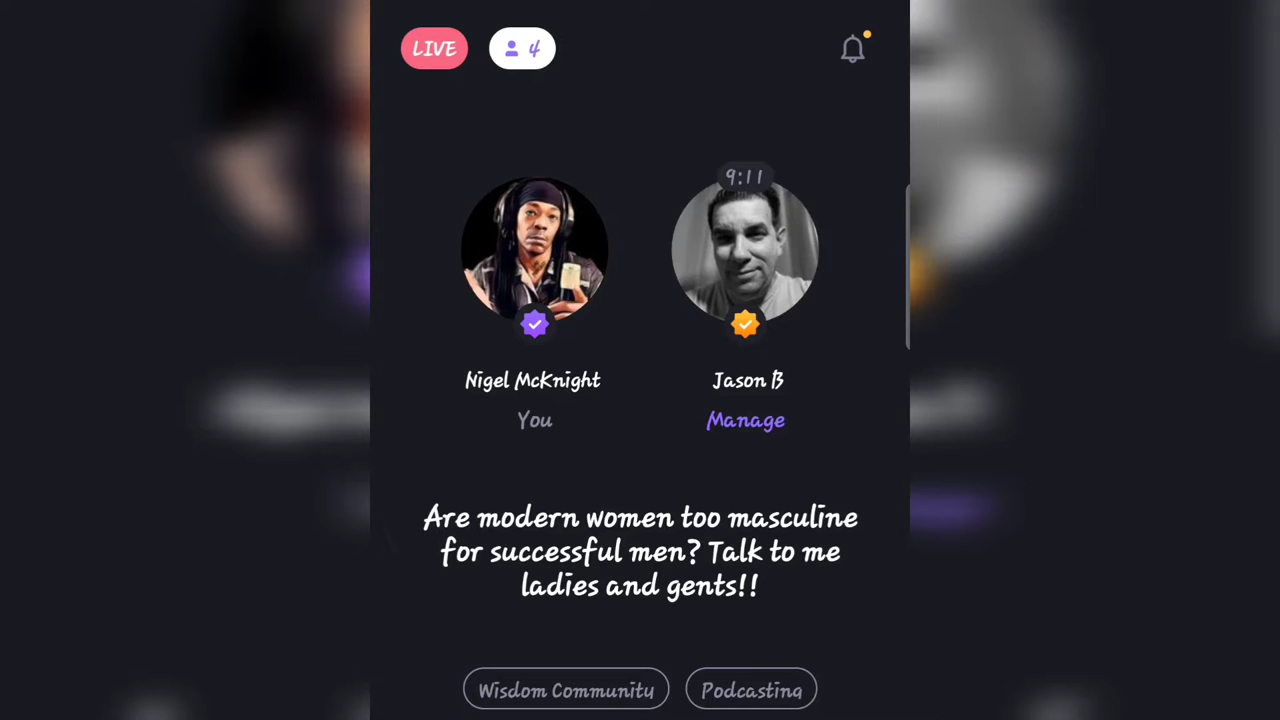 LIVE
4
9:11
Nigel McKnight
Jason B
You
Manage
Are modern women too masculine
for successful men? Talk to me
ladies and gents!!
Wisdom Community
Podcasting